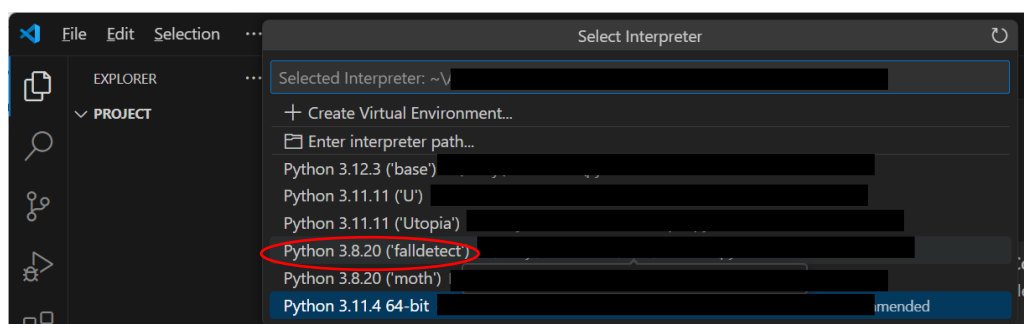 File Edit Selection ···
Select Interpreter
EXPLORER ···
Selected Interpreter: ~\
PROJECT
Create Virtual Environment...
Enter interpreter path...
Python 3.12.3 ('base')
Python 3.11.11 ('U')
Python 3.11.11 ('Utopia')
Python 3.8.20 ('falldetect')
Python 3.8.20 ('moth')
Python 3.11.4 64-bit